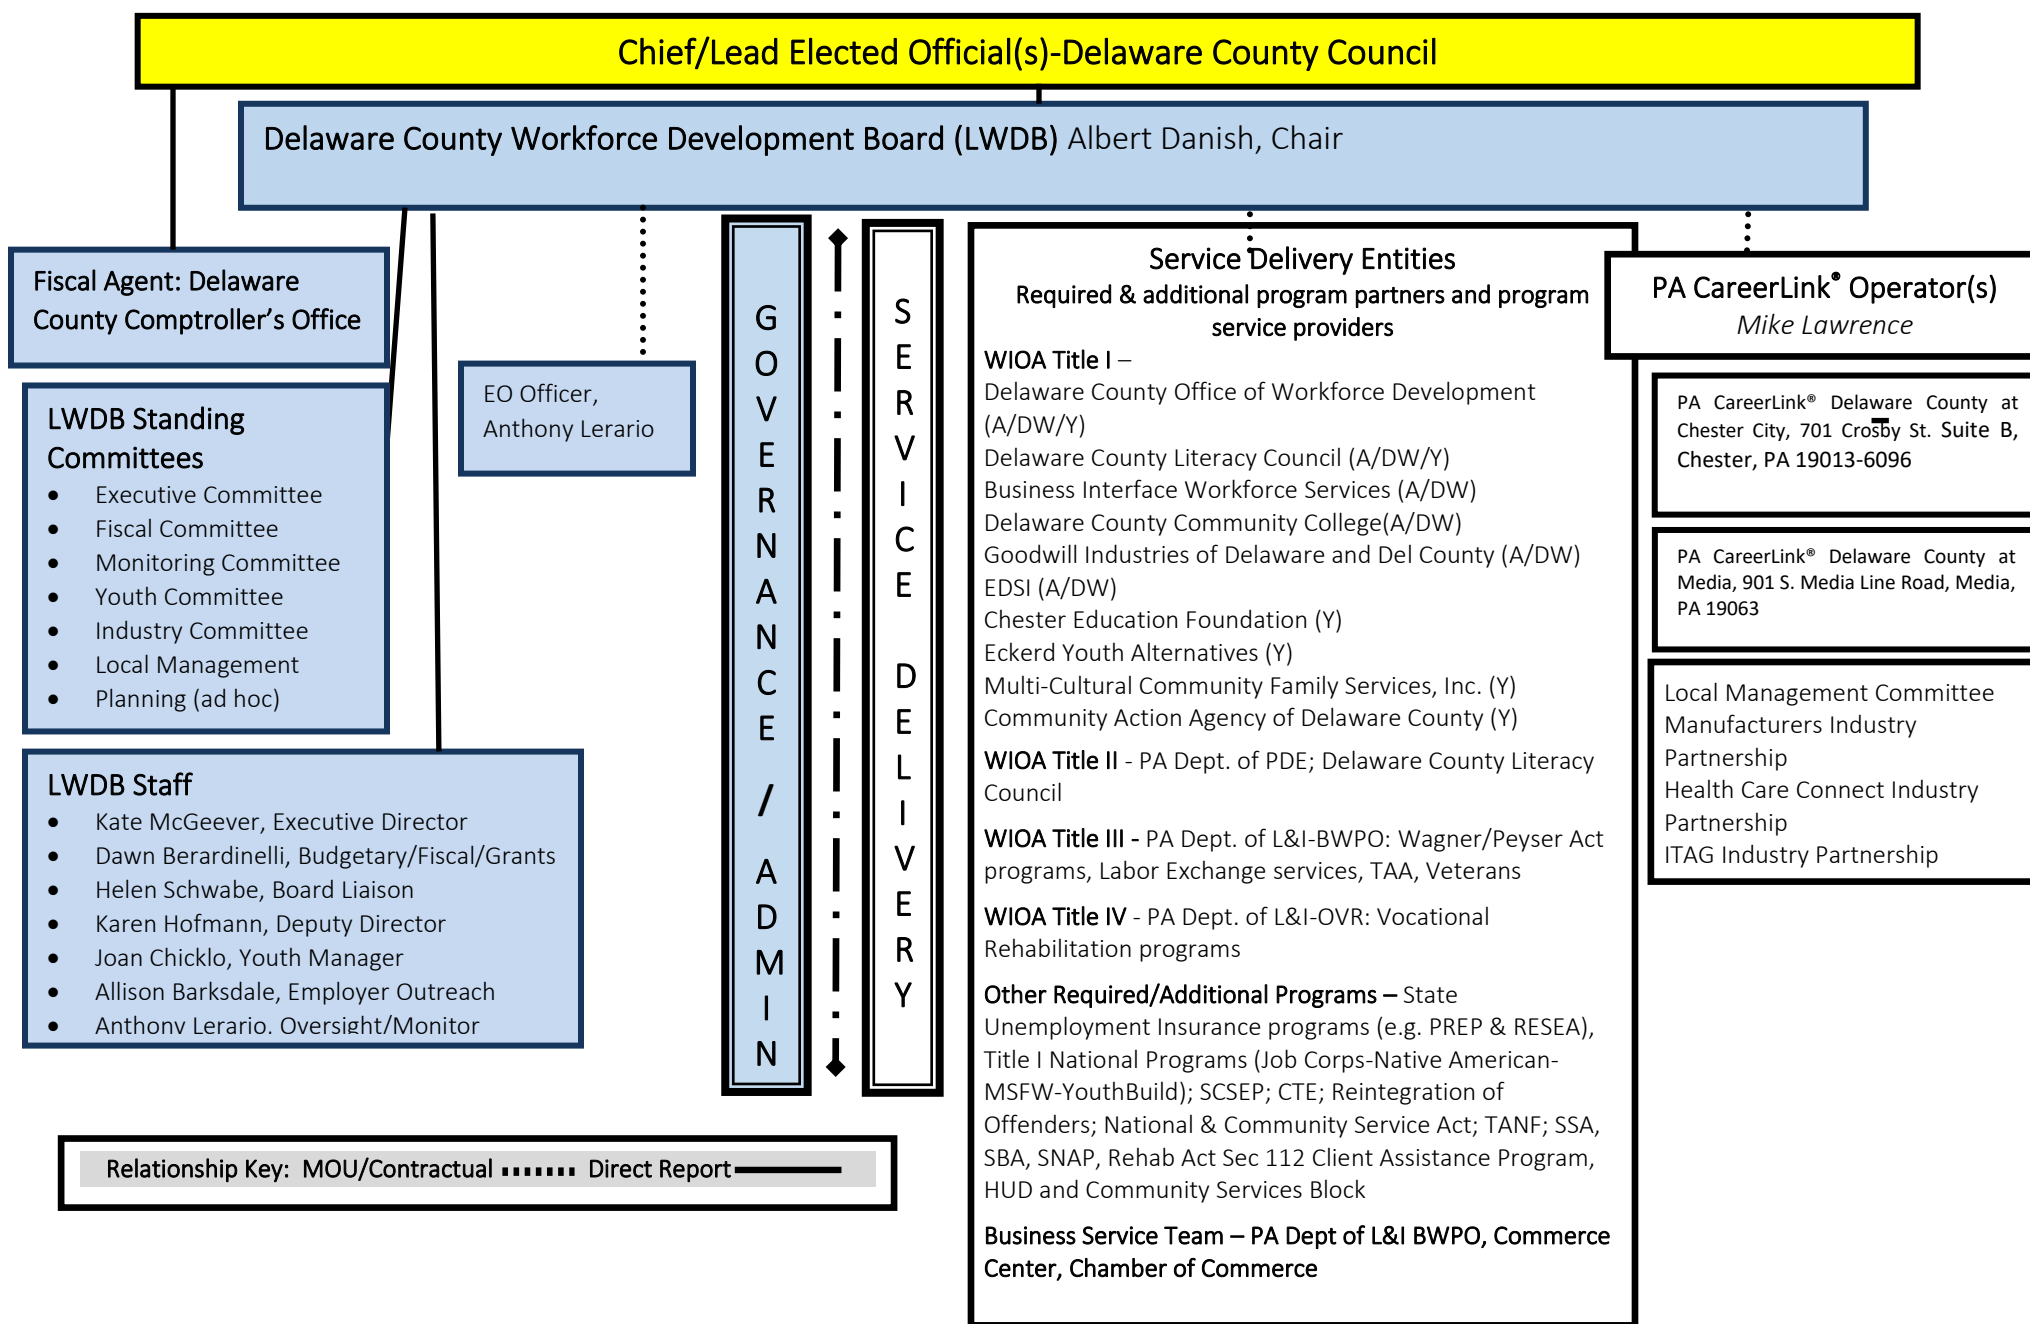 Chief/Lead Elected Official(s)-Delaware County Council
Delaware County Workforce Development Board (LWDB) Albert Danish, Chair
Fiscal Agent: Delaware
County Comptroller’s Office
LWDB Standing
Committees
• Executive Committee
• Fiscal Committee
• Monitoring Committee
• Youth Committee
• Industry Committee
• Local Management
• Planning (ad hoc)
LWDB Staff
• Kate McGeever, Executive Director
• Dawn Berardinelli, Budgetary/Fiscal/Grants
• Helen Schwabe, Board Liaison
• Karen Hofmann, Deputy Director
• Joan Chicklo, Youth Manager
• Allison Barksdale, Employer Outreach
• Anthony Lerario, Oversight/Monitor
EO Officer,
Anthony Lerario
GOVERNANCE / ADMIN
SERVICE DELIVERY
Service Delivery Entities
Required & additional program partners and program
service providers
WIOA Title I –
Delaware County Office of Workforce Development
(A/DW/Y)
Delaware County Literacy Council (A/DW/Y)
Business Interface Workforce Services (A/DW)
Delaware County Community College(A/DW)
Goodwill Industries of Delaware and Del County (A/DW)
EDSI (A/DW)
Chester Education Foundation (Y)
Eckerd Youth Alternatives (Y)
Multi-Cultural Community Family Services, Inc. (Y)
Community Action Agency of Delaware County (Y)
WIOA Title II - PA Dept. of PDE; Delaware County Literacy
Council
WIOA Title III - PA Dept. of L&I-BWPO: Wagner/Peyser Act
programs, Labor Exchange services, TAA, Veterans
WIOA Title IV - PA Dept. of L&I-OVR: Vocational
Rehabilitation programs
Other Required/Additional Programs – State
Unemployment Insurance programs (e.g. PREP & RESEA),
Title I National Programs (Job Corps-Native American-
MSFW-YouthBuild); SCSEP; CTE; Reintegration of
Offenders; National & Community Service Act; TANF; SSA,
SBA, SNAP, Rehab Act Sec 112 Client Assistance Program,
HUD and Community Services Block
Business Service Team – PA Dept of L&I BWPO, Commerce
Center, Chamber of Commerce
PA CareerLink® Operator(s)
Mike Lawrence
PA CareerLink® Delaware County at
Chester City, 701 Crosby St. Suite B,
Chester, PA 19013-6096
PA CareerLink® Delaware County at
Media, 901 S. Media Line Road, Media,
PA 19063
Local Management Committee
Manufacturers Industry
Partnership
Health Care Connect Industry
Partnership
ITAG Industry Partnership
Relationship Key: MOU/Contractual Direct Report